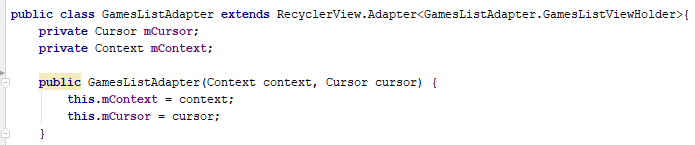 public class GamesListAdapter extends RecyclerView.Adapter<GamesListAdapter.GamesListViewHolder>{
    private Cursor mCursor;
    private Context mContext;

    public GamesListAdapter(Context context, Cursor cursor) {
        this.mContext = context;
        this.mCursor = cursor;
    }